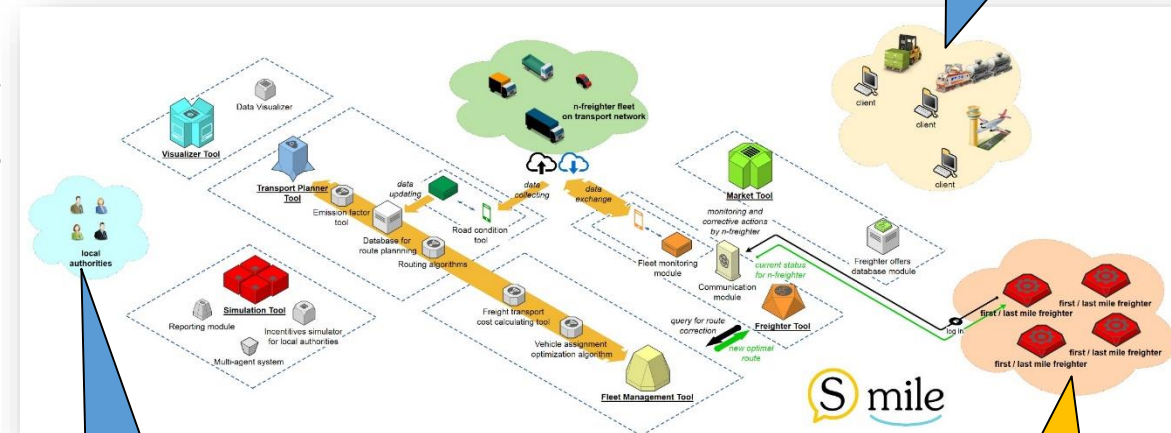 Data Visualizer
Visualizer Tool
n-freighter fleet
on transport network
client
client
client
local
authorities
Transport Planner
Tool
Emission factor
tool
data
updating
data
collecting
data
exchange
Database for
route plannning
Road condition
tool
Routing algorithms
Market Tool
monitoring and
corrective actions
by n-freighter
Fleet monitoring
module
Communication
module
current status
for n-freighter
Freighter offers
database module
Simulation Tool
Reporting module
Incentitives simulator
for local authorities
Multi-agent system
Freight transport
cost calculating tool
Vehicle assignment
optimization algorithm
Fleet Management Tool
Freighter Tool
query for route
correction
new optimal
route
log in
first / last mile freighter
first / last mile freighter
first / last mile freighter
first / last mile freighter
S mile